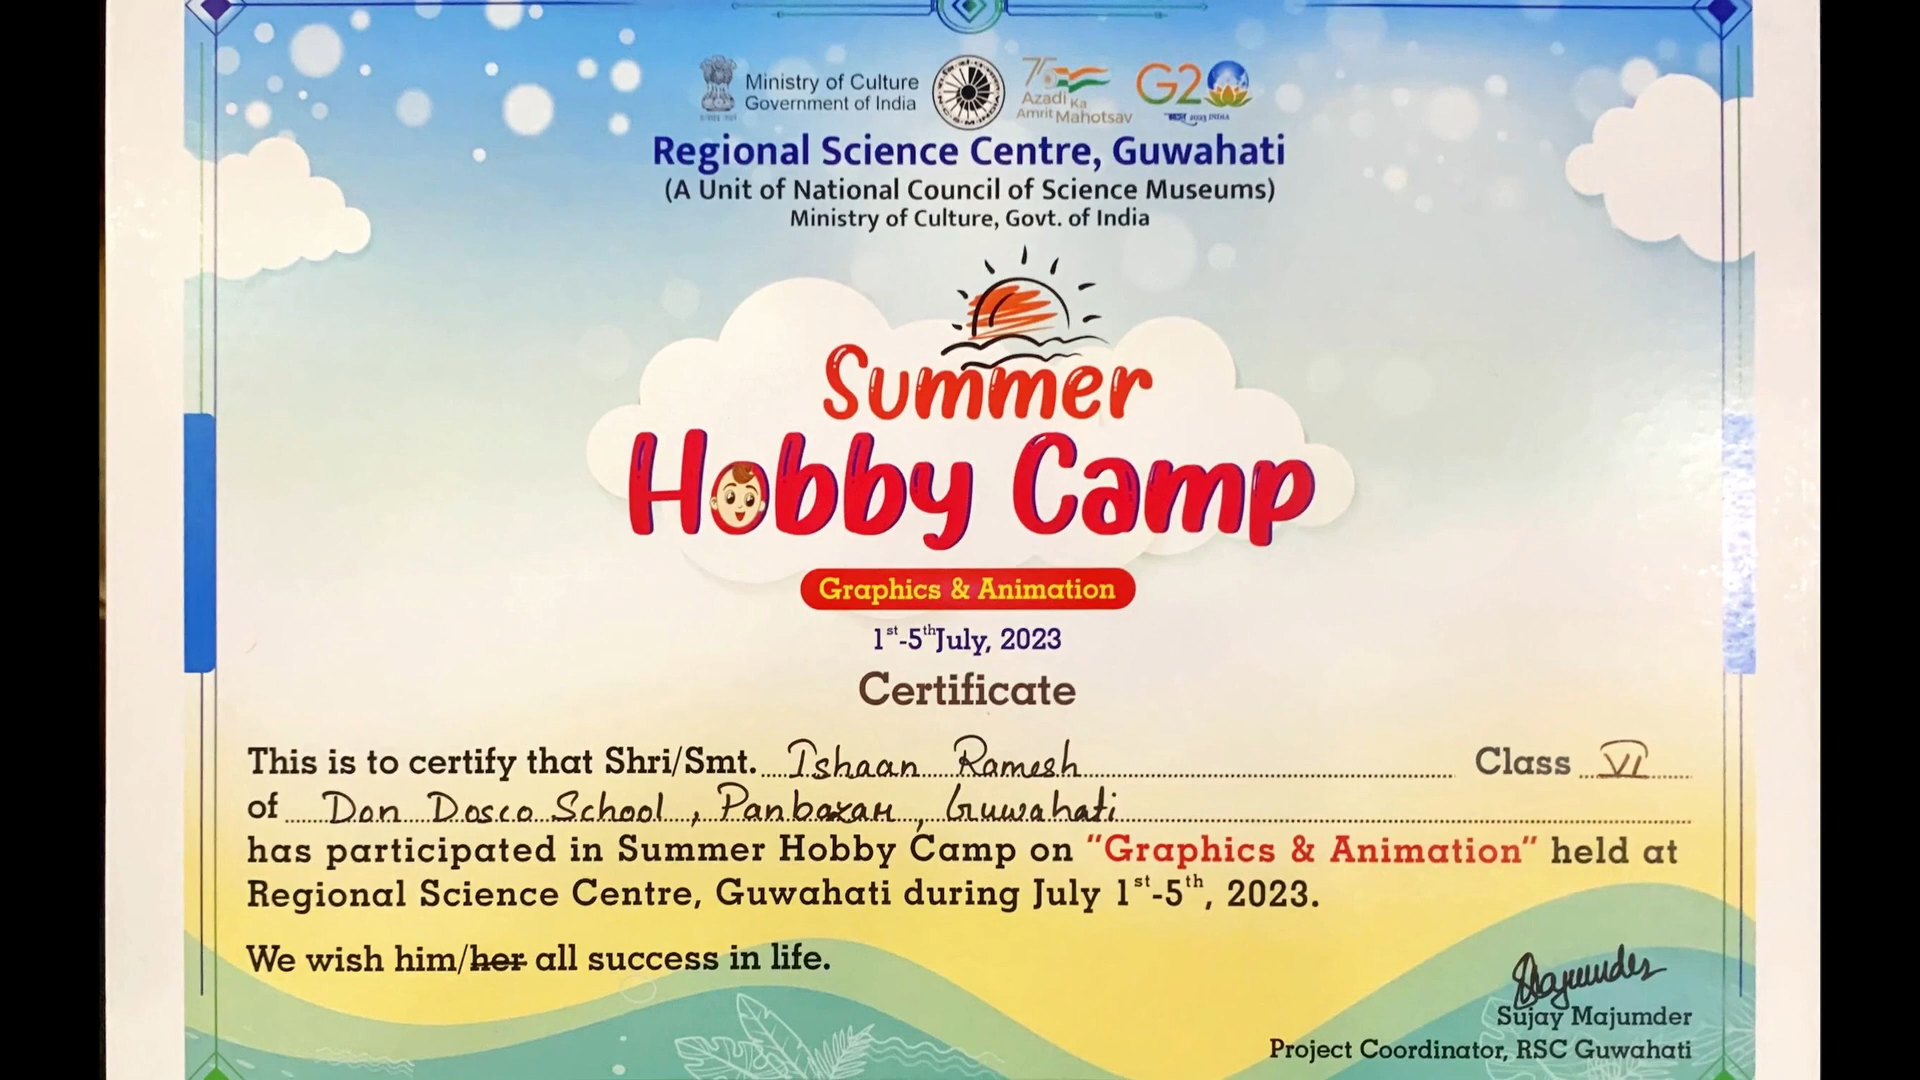 Ministry of Culture
Government of India
75
Azadi Ka
Amrit Mahotsav
G20
Regional Science Centre, Guwahati
(A Unit of National Council of Science Museums)
Ministry of Culture, Govt. of India
Summer
Hobby Camp
Graphics & Animation
1st-5th July, 2023
Certificate
This is to certify that Shri/Smt. Ishaan Ramesh Class VI
of Don Dosco School, Panbazar, Guwahati
has participated in Summer Hobby Camp on "Graphics & Animation" held at
Regional Science Centre, Guwahati during July 1st-5th, 2023.
We wish him/her all success in life.
SMajumder
Sujay Majumder
Project Coordinator, RSC Guwahati